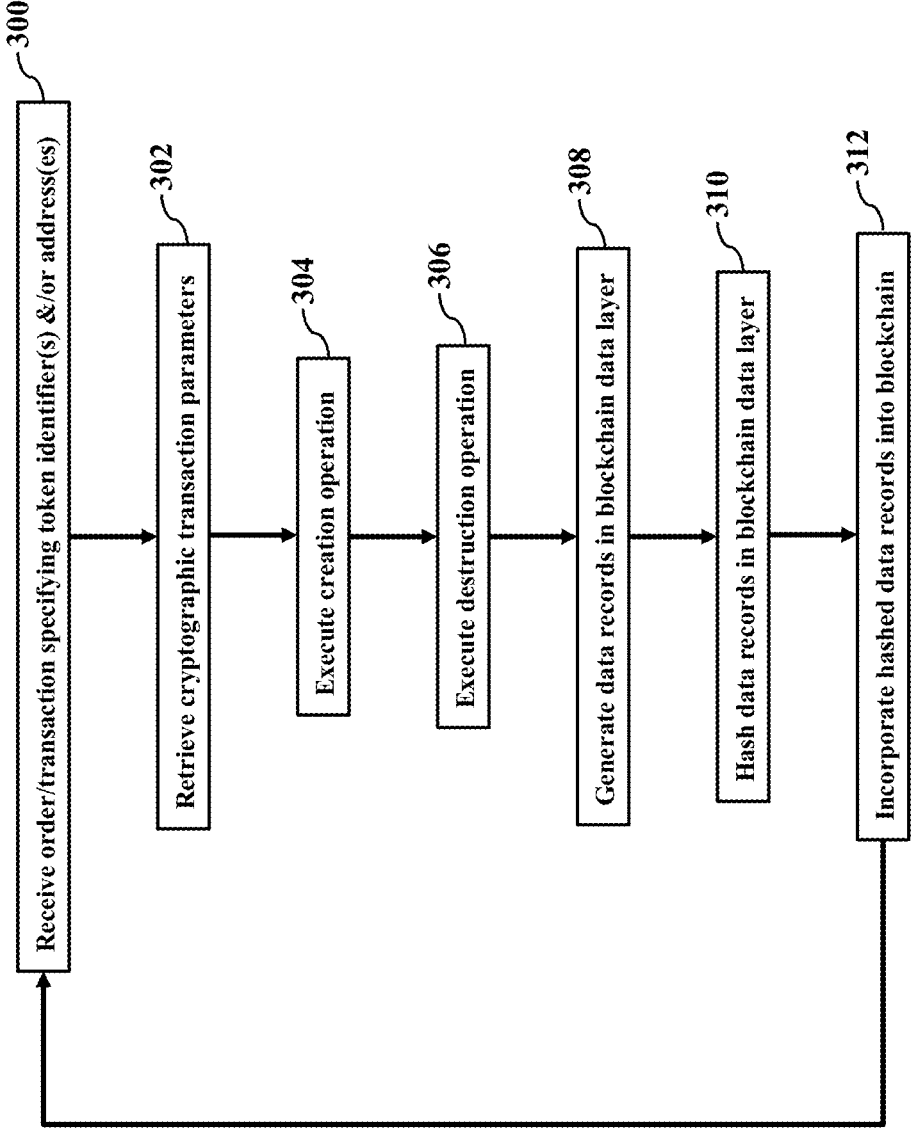 300
Receive order/transaction specifying token identifier(s) &/or address(es)
302
Retrieve cryptographic transaction parameters
304
Execute creation operation
306
Execute destruction operation
308
Generate data records in blockchain data layer
310
Hash data records in blockchain data layer
312
Incorporate hashed data records into blockchain